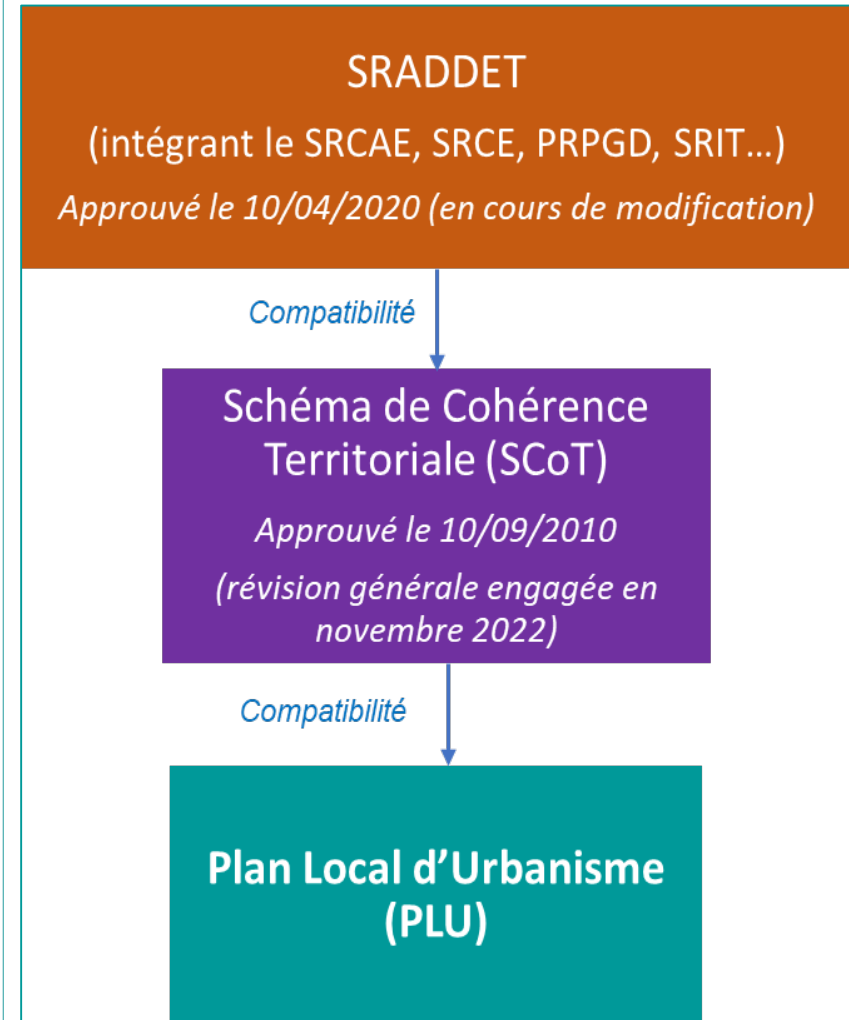 SRADDET
(intégrant le SRCAE, SRCE, PRPGD, SRIT…)
Approuvé le 10/04/2020 (en cours de modification)
Compatibilité
Schéma de Cohérence
Territoriale (SCoT)
Approuvé le 10/09/2010
(révision générale engagée en
novembre 2022)
Compatibilité
Plan Local d’Urbanisme
(PLU)